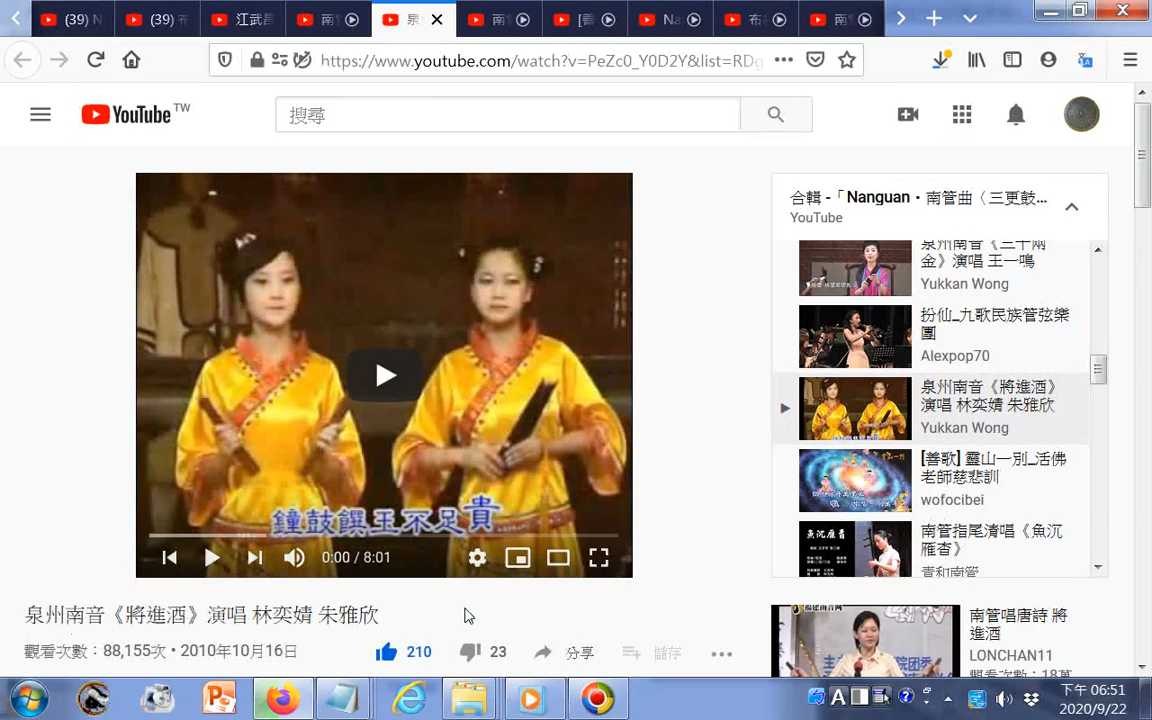 (39) N
(39)
江武昌
南
Na
南
https://www.youtube.com/watch?v=PeZc0_Y0D2Y&list=RDg
YouTube TW
搜尋
合輯 -「Nanguan・南管曲〈三更鼓...
YouTube
泉州南音《三千兩
金》演唱 王一鳴
Yukkan Wong
扮仙_九歌民族管弦樂
團
Alexpop70
泉州南音《將進酒》
演唱 林奕婧 朱雅欣
Yukkan Wong
[善歌] 靈山一別_活佛
老師慈悲訓
wofocibei
南管指尾清唱《魚沉
雁杳》
魚沉雁杳
鐘鼓饌玉不足貴
0:00 / 8:01
泉州南音《將進酒》演唱 林奕婧 朱雅欣
觀看次數：88,155次 • 2010年10月16日
210
23
分享
儲存
南管唱唐詩 將
進酒
LONCHAN11
下午 06:51
2020/9/22